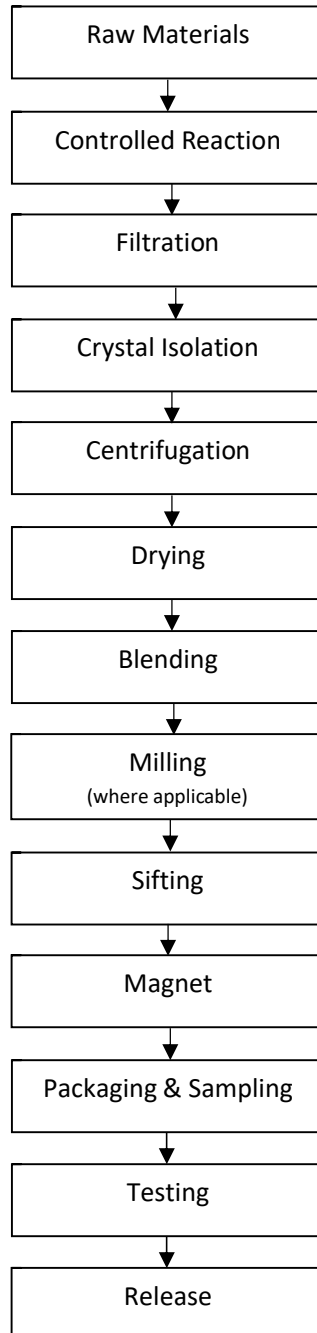 Raw Materials
Controlled Reaction
Filtration
Crystal Isolation
Centrifugation
Drying
Blending
Milling
(where applicable)
Sifting
Magnet
Packaging & Sampling
Testing
Release